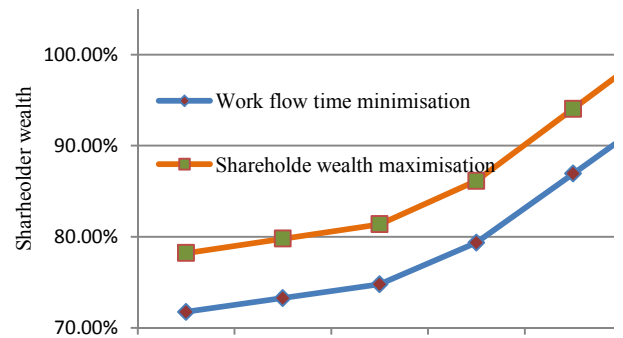 Sharheolder wealth
100.00%
90.00%
80.00%
70.00%
Work flow time minimisation
Shareholde wealth maximisation